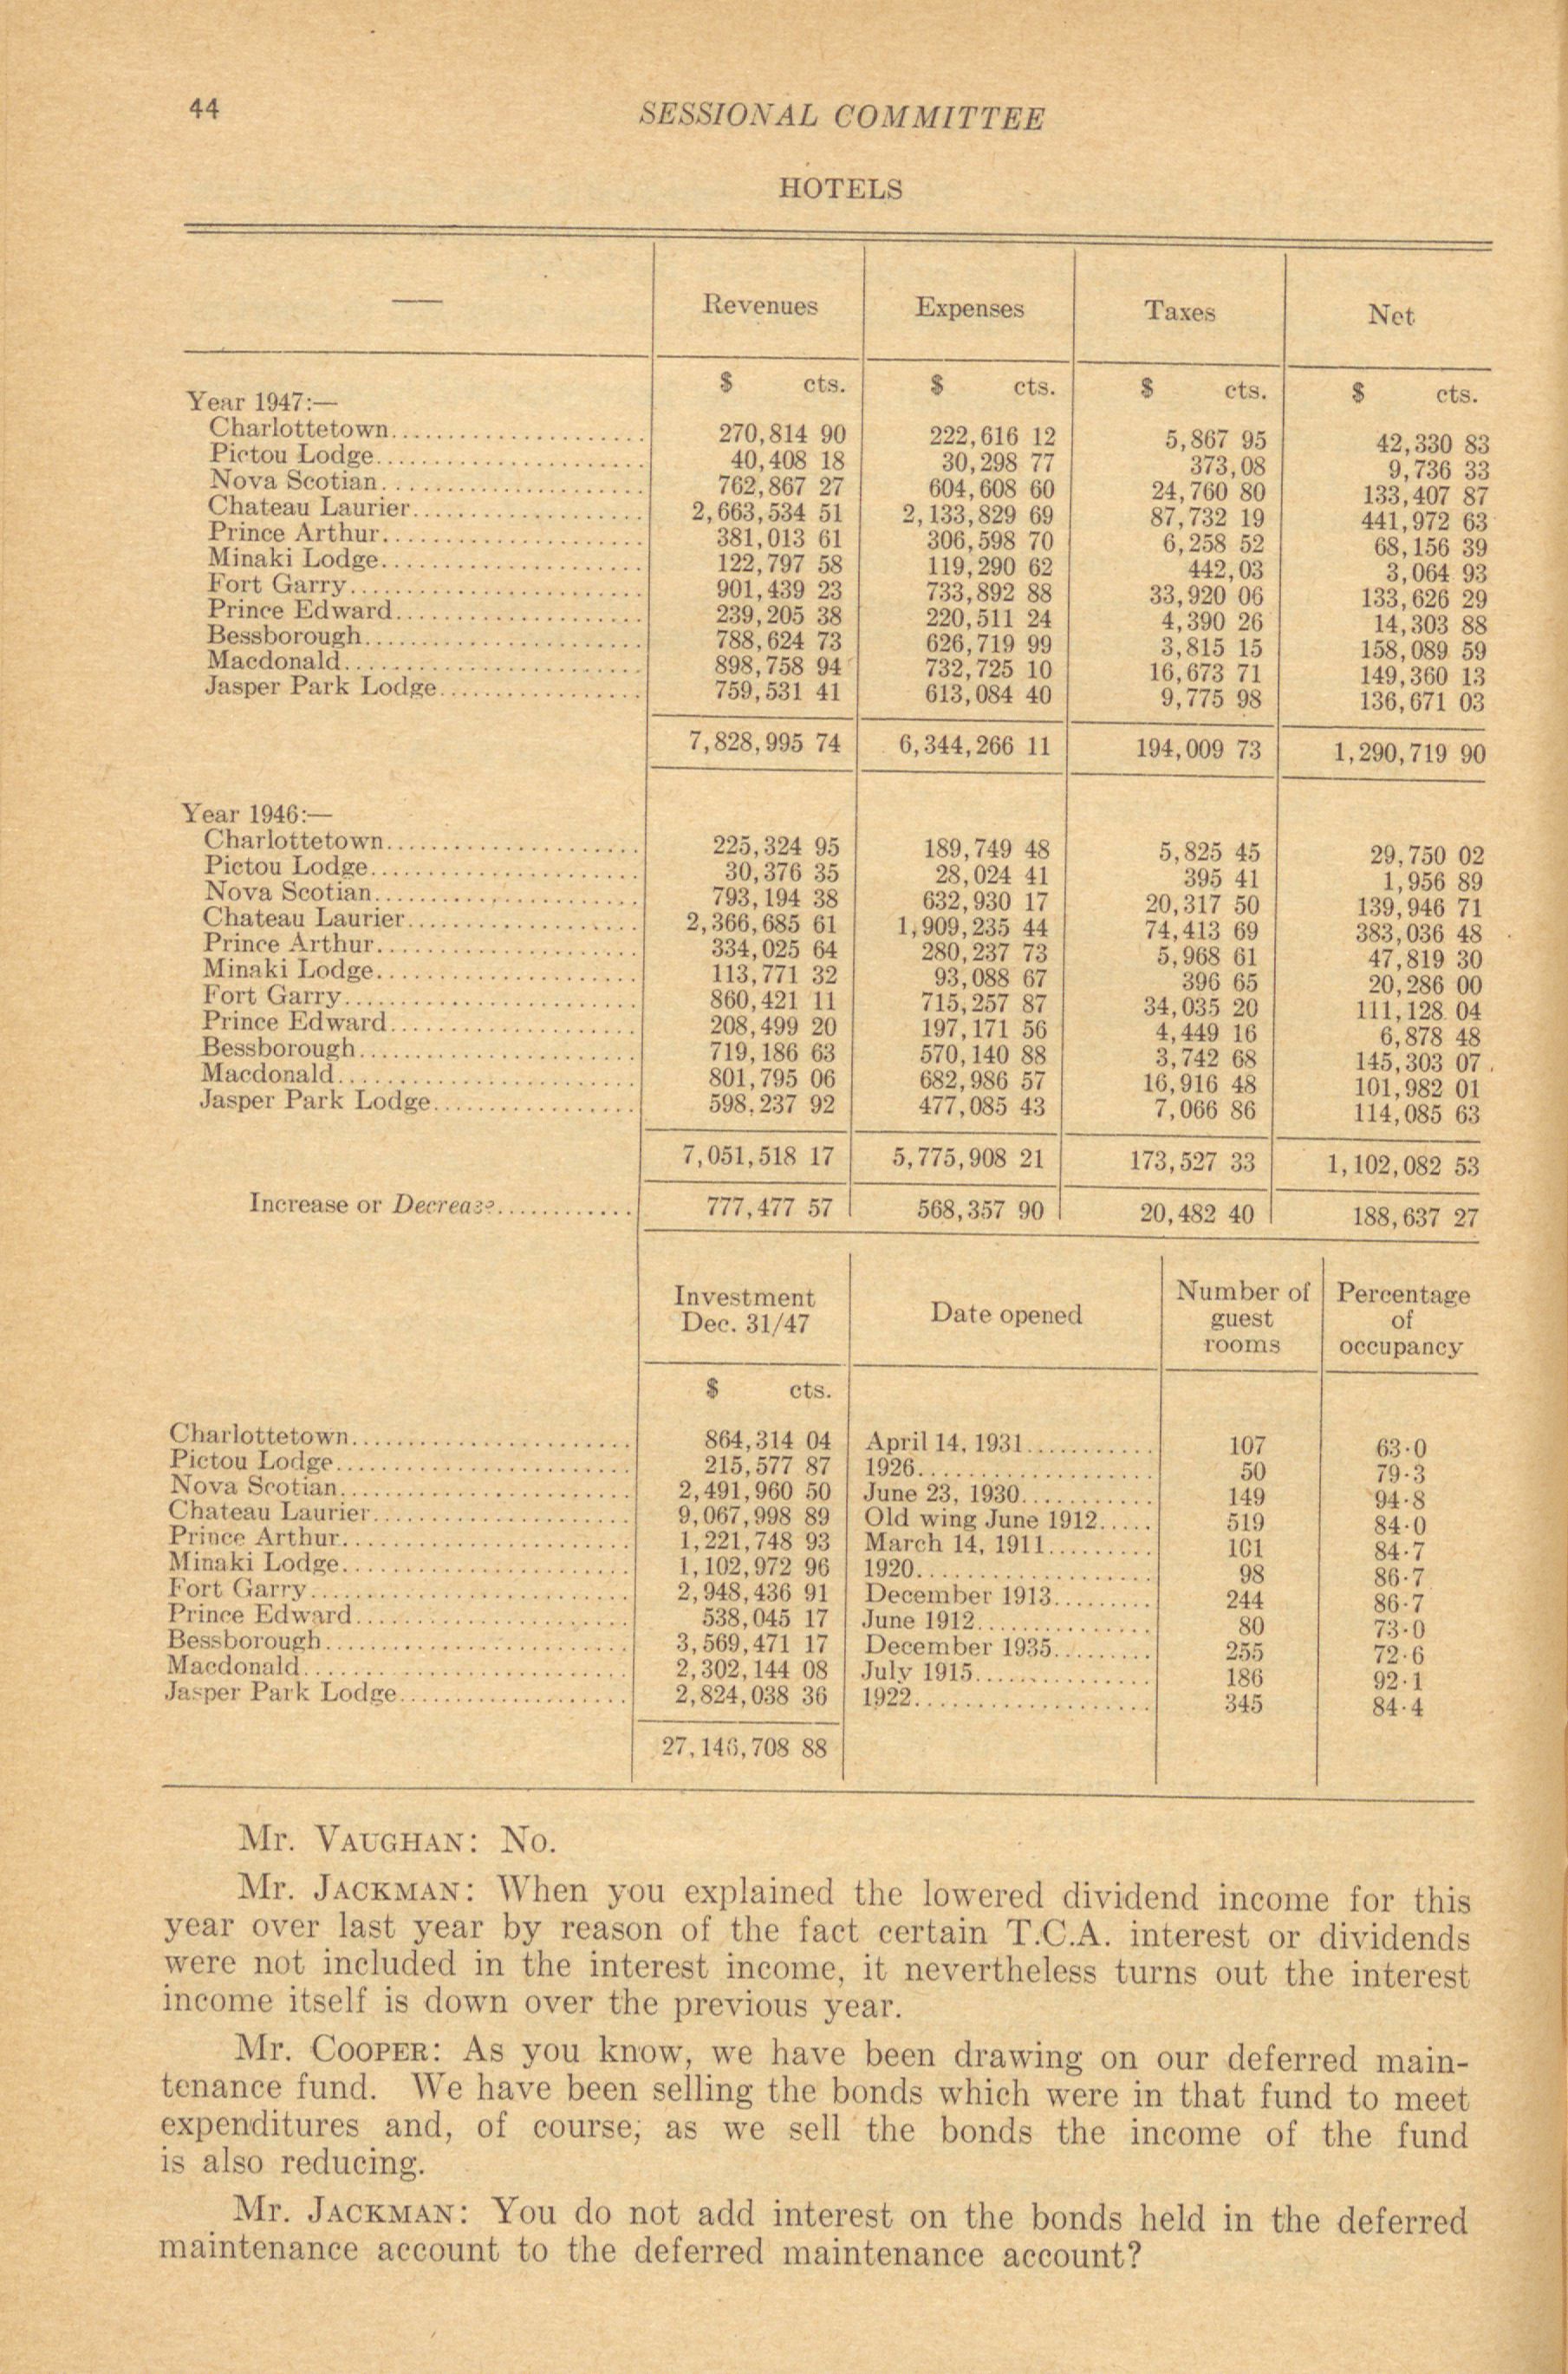 44 SESSIONAL COMMITTEE
HOTELS
— Revenues Expenses Taxes Net
$ cts. $ cts. $ cts. $ cts.
Year 1947:—
Charlottetown 270,814 90 222,616 12 5,867 95 42,330 83
Pictou Lodge 40,408 18 30,298 77 373,08 9,736 33
Nova Scotian 762,867 27 604,608 60 24,760 80 133,407 87
Chateau Laurier 2,663,534 51 2,133,829 69 87,732 19 441,972 63
Prince Arthur 381,013 61 306,598 70 6,258 52 68,156 39
Minaki Lodge 122,797 58 119,290 62 442,03 3,064 93
Fort Garry 901,439 23 733,892 88 33,920 06 133,626 29
Prince Edward 239,205 38 220,511 24 4,390 26 14,303 88
Bessborough 788,624 73 626,719 99 3,815 15 158,089 59
Macdonald 898,758 94 732,725 10 16,673 71 149,360 13
Jasper Park Lodge 759,531 41 613,084 40 9,775 98 136,671 03
7,828,995 74 6,344,266 11 194,009 73 1,290,719 90
Year 1946:—
Charlottetown 225,324 95 189,749 48 5,825 45 29,750 02
Pictou Lodge 30,376 35 28,024 41 395 41 1,956 89
Nova Scotian 793,194 38 632,930 17 20,317 50 139,946 71
Chateau Laurier 2,366,685 61 1,909,235 44 74,413 69 383,036 48
Prince Arthur 334,025 64 280,237 73 5,968 61 47,819 30
Minaki Lodge 113,771 32 93,088 67 396 65 20,286 00
Fort Garry 860,421 11 715,257 87 34,035 20 111,128 04
Prince Edward 208,499 20 197,171 56 4,449 16 6,878 48
Bessborough 719,186 63 570,140 88 3,742 68 145,303 07
Macdonald 801,795 06 682,986 57 16,916 48 101,982 01
Jasper Park Lodge 598,237 92 477,085 43 7,066 86 114,085 63
7,051,518 17 5,775,908 21 173,527 33 1,102,082 53
Increase or Decrease 777,477 57 568,357 90 20,482 40 188,637 27
Investment Dec. 31/47 Date opened Number of guest rooms Percentage of occupancy
$ cts.
Charlottetown 864,314 04 April 14, 1931 107 63·0
Pictou Lodge 215,577 87 1926 50 79·3
Nova Scotian 2,491,960 50 June 23, 1930 149 94·8
Chateau Laurier 9,067,998 89 Old wing June 1912 519 84·0
Prince Arthur 1,221,748 93 March 14, 1911 101 84·7
Minaki Lodge 1,102,972 96 1920 98 86·7
Fort Garry 2,948,436 91 December 1913 244 86·7
Prince Edward 538,045 17 June 1912 80 73·0
Bessborough 3,569,471 17 December 1935 255 72·6
Macdonald 2,302,144 08 July 1915 186 92·1
Jasper Park Lodge 2,824,038 36 1922 345 84·4
27,146,708 88
Mr. VAUGHAN: No.
Mr. JACKMAN: When you explained the lowered dividend income for this
year over last year by reason of the fact certain T.C.A. interest or dividends
were not included in the interest income, it nevertheless turns out the interest
income itself is down over the previous year.
Mr. COOPER: As you know, we have been drawing on our deferred main-
tenance fund. We have been selling the bonds which were in that fund to meet
expenditures and, of course, as we sell the bonds the income of the fund
is also reducing.
Mr. JACKMAN: You do not add interest on the bonds held in the deferred
maintenance account to the deferred maintenance account?